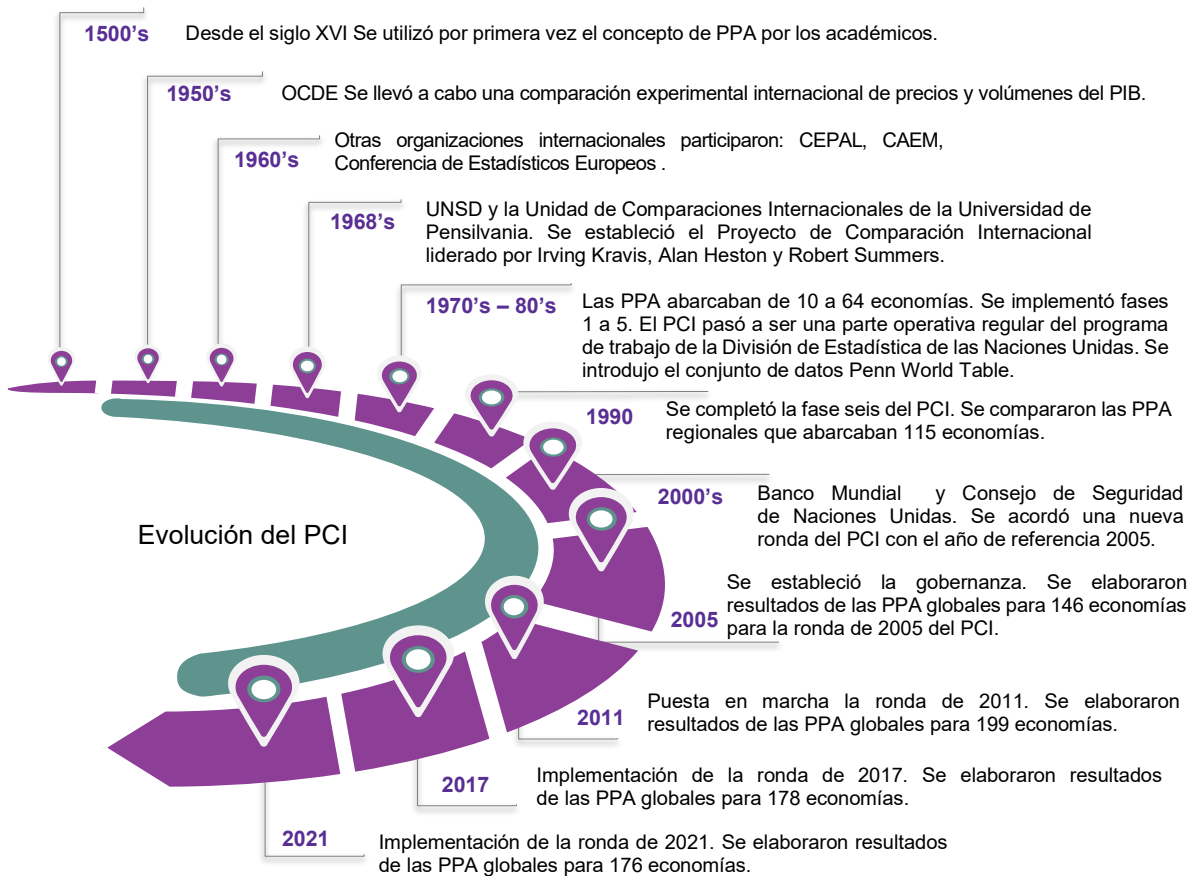 1500's
Desde el siglo XVI Se utilizó por primera vez el concepto de PPA por los académicos.
1950's
OCDE Se llevó a cabo una comparación experimental internacional de precios y volúmenes del PIB.
1960's
Otras organizaciones internacionales participaron: CEPAL, CAEM,
Conferencia de Estadísticos Europeos .
1968's
UNSD y la Unidad de Comparaciones Internacionales de la Universidad de
Pensilvania. Se estableció el Proyecto de Comparación Internacional
liderado por Irving Kravis, Alan Heston y Robert Summers.
1970's – 80's
Las PPA abarcaban de 10 a 64 economías. Se implementó fases
1 a 5. El PCI pasó a ser una parte operativa regular del programa
de trabajo de la División de Estadística de las Naciones Unidas. Se
introdujo el conjunto de datos Penn World Table.
1990
Se completó la fase seis del PCI. Se compararon las PPA
regionales que abarcaban 115 economías.
2000's
Banco Mundial y Consejo de Seguridad
de Naciones Unidas. Se acordó una nueva
ronda del PCI con el año de referencia 2005.
Evolución del PCI
2005
Se estableció la gobernanza. Se elaboraron
resultados de las PPA globales para 146 economías
para la ronda de 2005 del PCI.
2011
Puesta en marcha la ronda de 2011. Se elaboraron
resultados de las PPA globales para 199 economías.
2017
Implementación de la ronda de 2017. Se elaboraron resultados
de las PPA globales para 178 economías.
2021
Implementación de la ronda de 2021. Se elaboraron resultados
de las PPA globales para 176 economías.